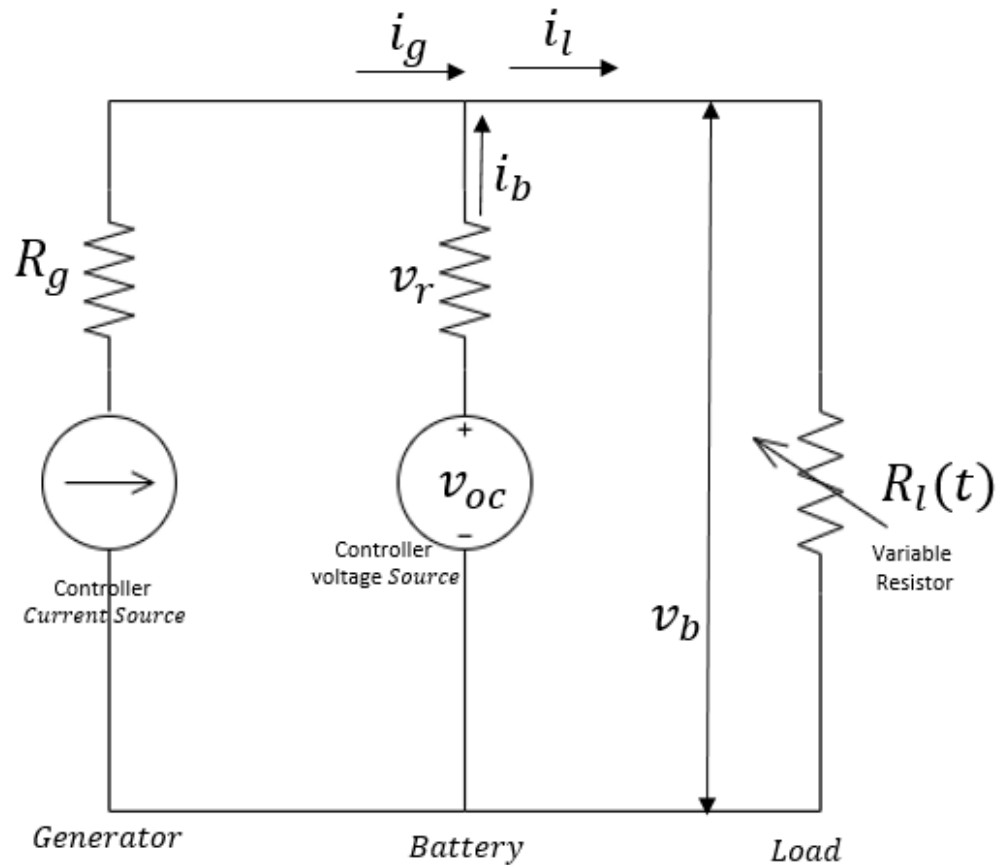 i_g
i_l
i_b
R_g
v_r
+
v_oc
-
R_l(t)
Controller
Current Source
Controller
voltage Source
Variable
Resistor
v_b
Generator
Battery
Load